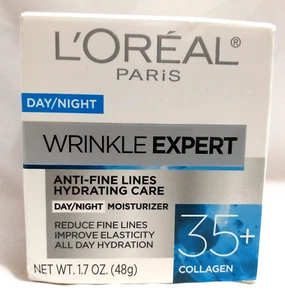 L'ORÉAL®
PARIS
DAY/NIGHT
WRINKLE EXPERT
ANTI-FINE LINES
HYDRATING CARE
DAY/NIGHT MOISTURIZER
REDUCE FINE LINES
IMPROVE ELASTICITY
ALL DAY HYDRATION
35+
COLLAGEN
NET WT. 1.7 OZ. (48g)